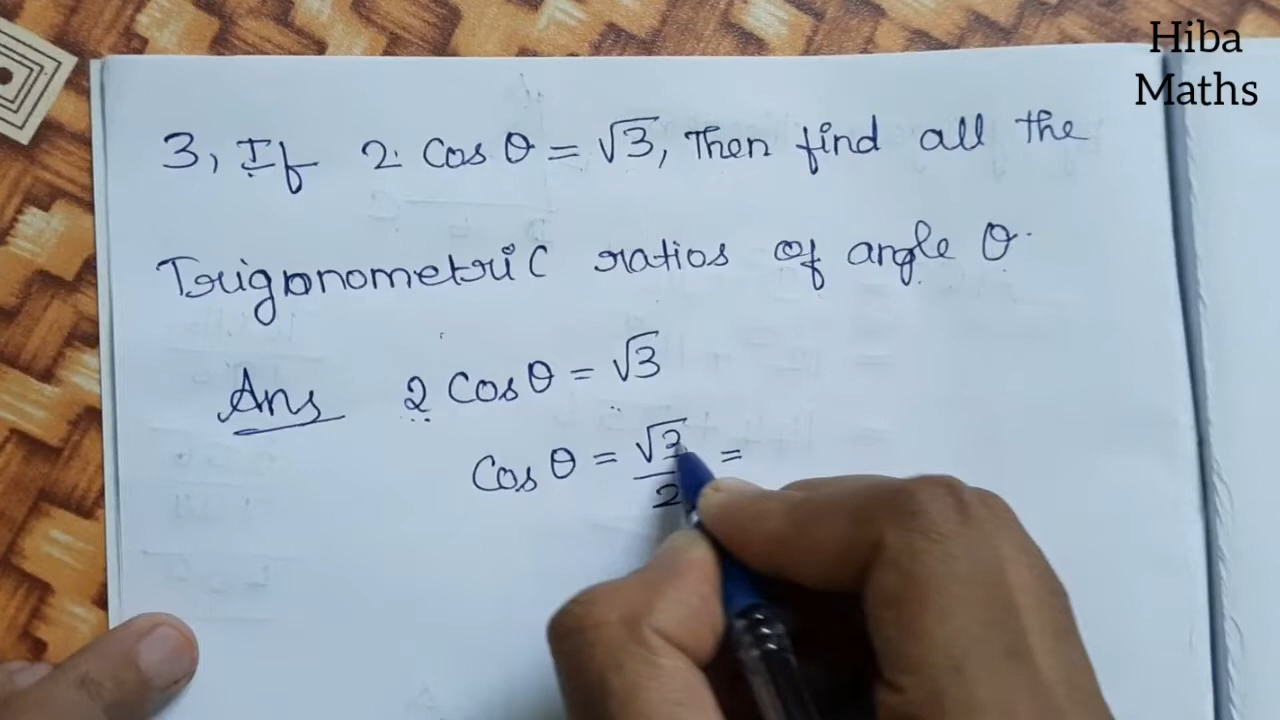 Hiba
Maths
3, If 2 Cos θ = √3, Then find all the
Trigonometric ratios of angle θ.
Ans 2 Cos θ = √3
Cos θ = √3/2 =